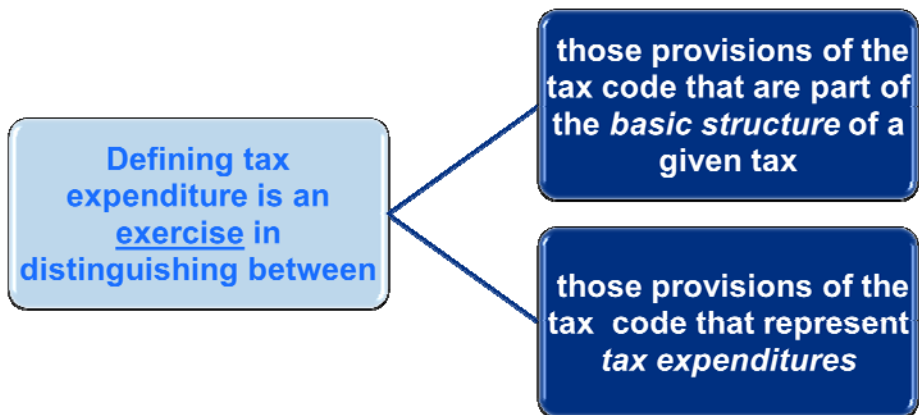 Defining tax
expenditure is an
exercise in
distinguishing between
those provisions of the
tax code that are part of
the basic structure of a
given tax
those provisions of the
tax code that represent
tax expenditures